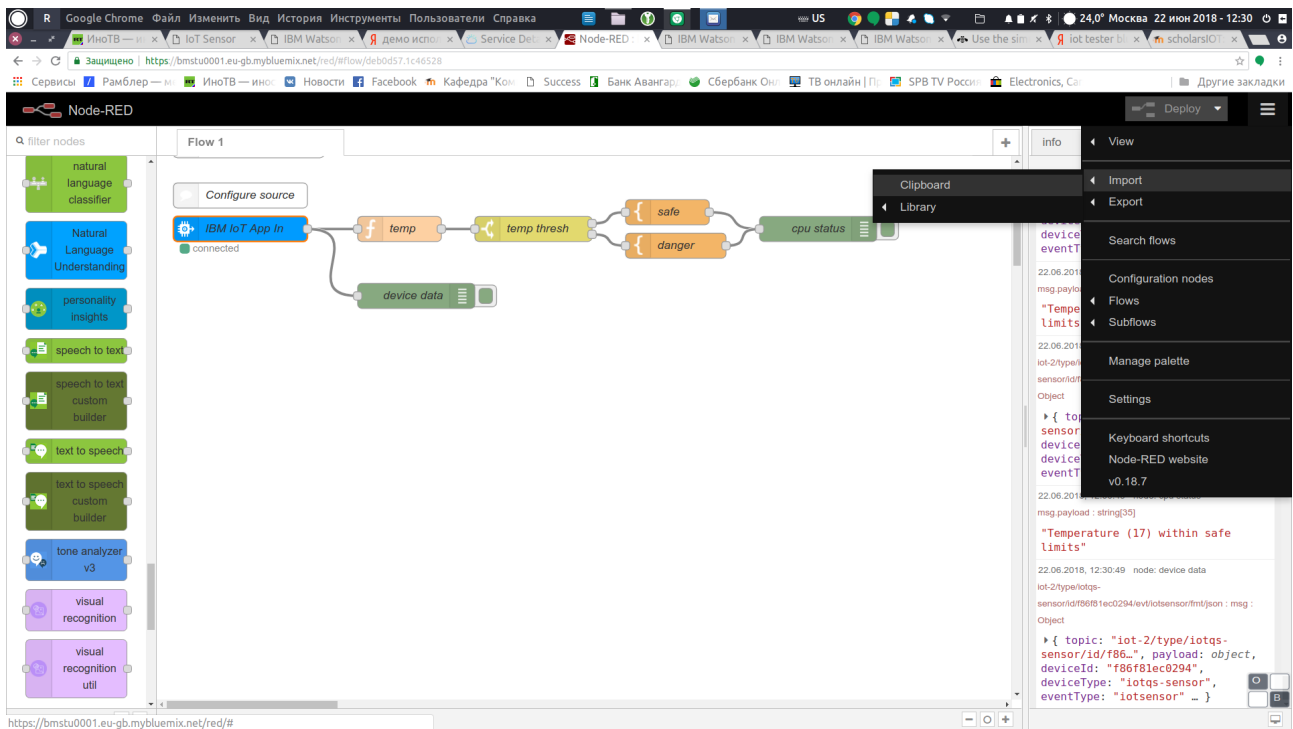 R Google Chrome Файл Изменить Вид История Инструменты Пользователи Справка US 24,0° Москва 22 июн 2018 - 12:30
ИноТВ — и IoT Sensor IBM Watson Я демо испол Service Det Node-RED : IBM Watson IBM Watson IBM Watson Use the sim iot tester bl scholarsIOT
Защищено https://bmstu0001.eu-gb.mybluemix.net/red/#flow/deb0d57.1c46528
Сервисы Рамблер — м ИноТВ — инос Новости Facebook Кафедра "Ком Success Банк Авангард Сбербанк Онл ТВ онлайн | Пр SPB TV Россия Electronics, Ca Другие закладки
Node-RED
Deploy
filter nodes
Flow 1
info
natural
language
classifier
Natural
Language
Understanding
personality
insights
speech to text
speech to text
custom
builder
text to speech
text to speech
custom
builder
tone analyzer
v3
visual
recognition
visual
recognition
util
Configure source
IBM IoT App In
connected
temp
temp thresh
safe
danger
cpu status
device data
Clipboard
Library
View
Import
Export
Search flows
Configuration nodes
Flows
Subflows
Manage palette
Settings
Keyboard shortcuts
Node-RED website
v0.18.7
device
eventT
22.06.201
msg.paylo
"Tempe
limits
22.06.201
iot-2/type/i
sensor/id/f
Object
{ top
sensor
device
device
eventT
22.06.2018,
msg.payload : string[35]
"Temperature (17) within safe
limits"
22.06.2018, 12:30:49 node: device data
iot-2/type/iotqs-
sensor/id/f86f81ec0294/evt/iotsensor/fmt/json : msg :
Object
{ topic: "iot-2/type/iotqs-
sensor/id/f86…", payload: object,
deviceId: "f86f81ec0294",
deviceType: "iotqs-sensor",
eventType: "iotsensor" … }
O
B
https://bmstu0001.eu-gb.mybluemix.net/red/#